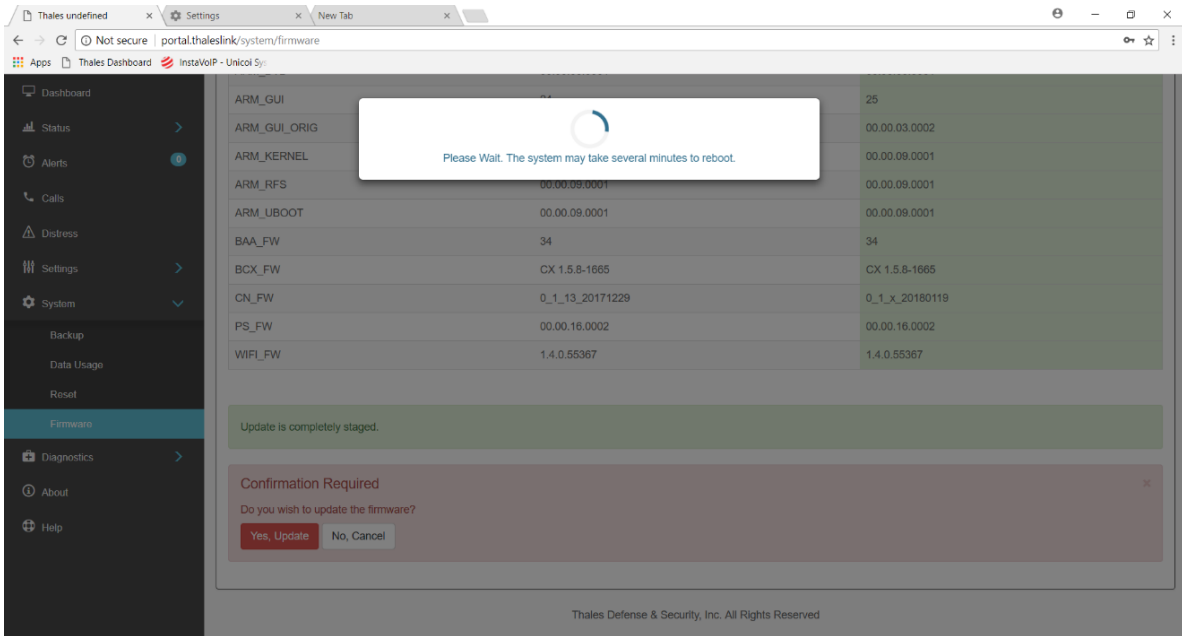 Thales undefined
Settings
New Tab
Not secure | portal.thaleslink/system/firmware
Apps Thales Dashboard InstaVoIP - Unicoi Sy
Dashboard
Status
Alerts 0
Calls
Distress
Settings
System
Backup
Data Usage
Reset
Firmware
Diagnostics
About
Help
ARM_GUI 25
ARM_GUI_ORIG 00.00.03.0002
ARM_KERNEL 00.00.09.0001
Please Wait. The system may take several minutes to reboot.
ARM_RFS 00.00.09.0001 00.00.09.0001
ARM_UBOOT 00.00.09.0001 00.00.09.0001
BAA_FW 34 34
BCX_FW CX 1.5.8-1665 CX 1.5.8-1665
CN_FW 0_1_13_20171229 0_1_x_20180119
PS_FW 00.00.16.0002 00.00.16.0002
WIFI_FW 1.4.0.55367 1.4.0.55367
Update is completely staged.
Confirmation Required
Do you wish to update the firmware?
Yes, Update No, Cancel
Thales Defense & Security, Inc. All Rights Reserved